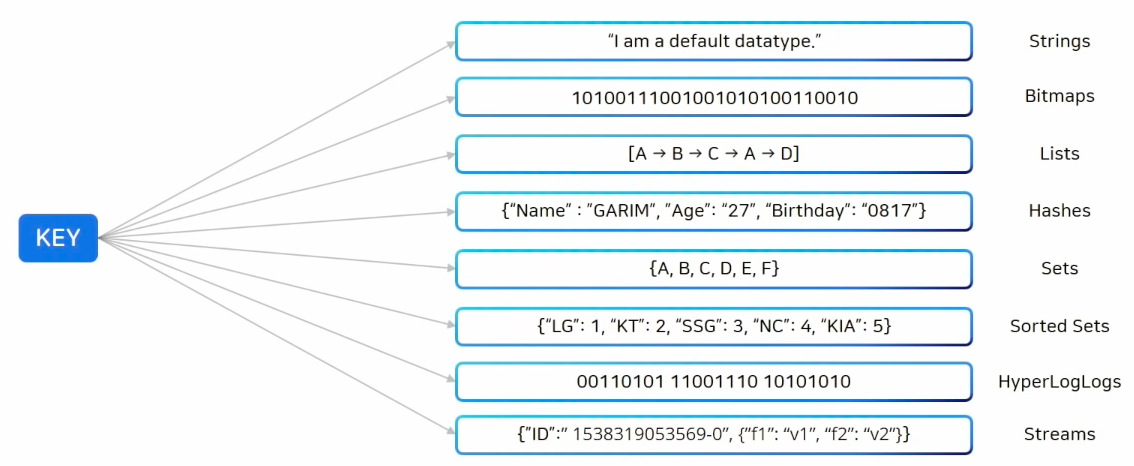 “I am a default datatype.” Strings
101001110010010101001100​10 Bitmaps
[A → B → C → A → D] Lists
KEY
{“Name” : ”GARIM”, ”Age”: “27”, “Birthday”: “0817”} Hashes
{A, B, C, D, E, F} Sets
{“LG”: 1, “KT”: 2, “SSG”: 3, “NC”: 4, “KIA”: 5} Sorted Sets
00110101 11001110 10101010 HyperLogLogs
{”ID”:” 1538319053569-0”, {“f1”: “v1”, “f2”: “v2”}} Streams